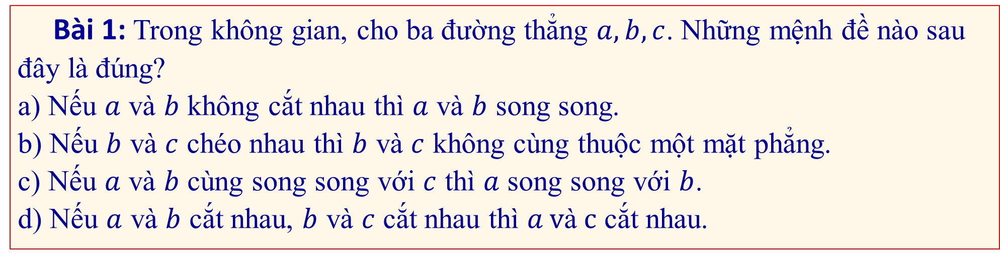 Bài 1: Trong không gian, cho ba đường thẳng a, b, c. Những mệnh đề nào sau
đây là đúng?
a) Nếu a và b không cắt nhau thì a và b song song.
b) Nếu b và c chéo nhau thì b và c không cùng thuộc một mặt phẳng.
c) Nếu a và b cùng song song với c thì a song song với b.
d) Nếu a và b cắt nhau, b và c cắt nhau thì a và c cắt nhau.